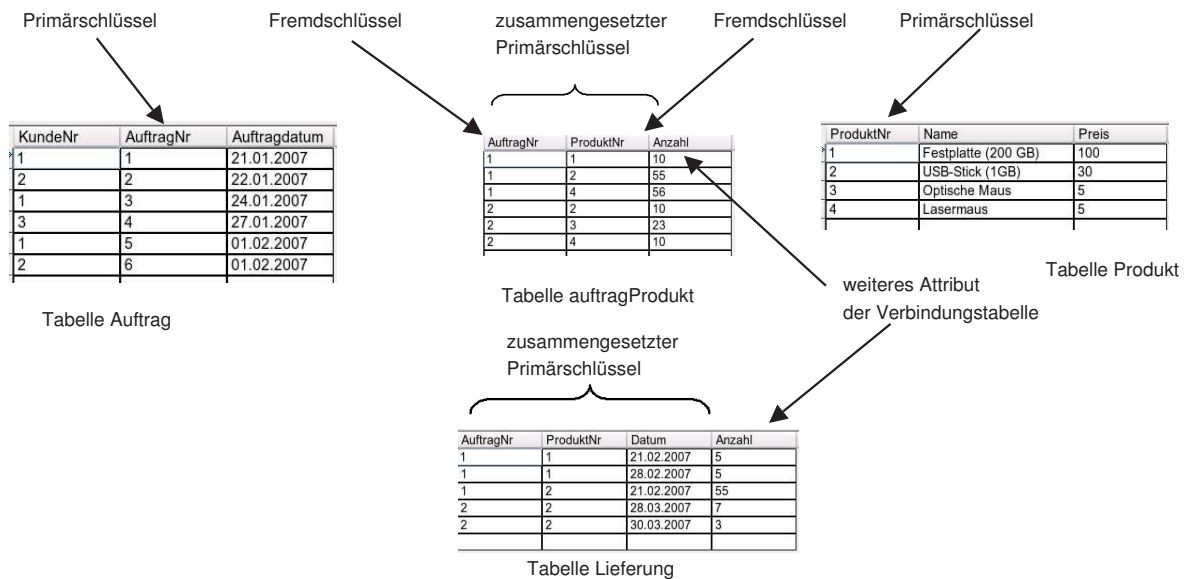 Primärschlüssel
Fremdschlüssel
zusammengesetzter
Primärschlüssel
Fremdschlüssel
Primärschlüssel
KundeNr AuftragNr Auftragdatum
1 1 21.01.2007
2 2 22.01.2007
1 3 24.01.2007
3 4 27.01.2007
1 5 01.02.2007
2 6 01.02.2007
Tabelle Auftrag
AuftragNr ProduktNr Anzahl
1 1 10
1 2 55
1 4 56
2 2 10
2 3 23
2 4 10
Tabelle auftragProdukt
ProduktNr Name Preis
1 Festplatte (200 GB) 100
2 USB-Stick (1GB) 30
3 Optische Maus 5
4 Lasermaus 5
Tabelle Produkt
weiteres Attribut
der Verbindungstabelle
zusammengesetzter
Primärschlüssel
AuftragNr ProduktNr Datum Anzahl
1 1 21.02.2007 5
1 1 28.02.2007 5
1 2 21.02.2007 55
2 2 28.03.2007 7
2 2 30.03.2007 3
Tabelle Lieferung